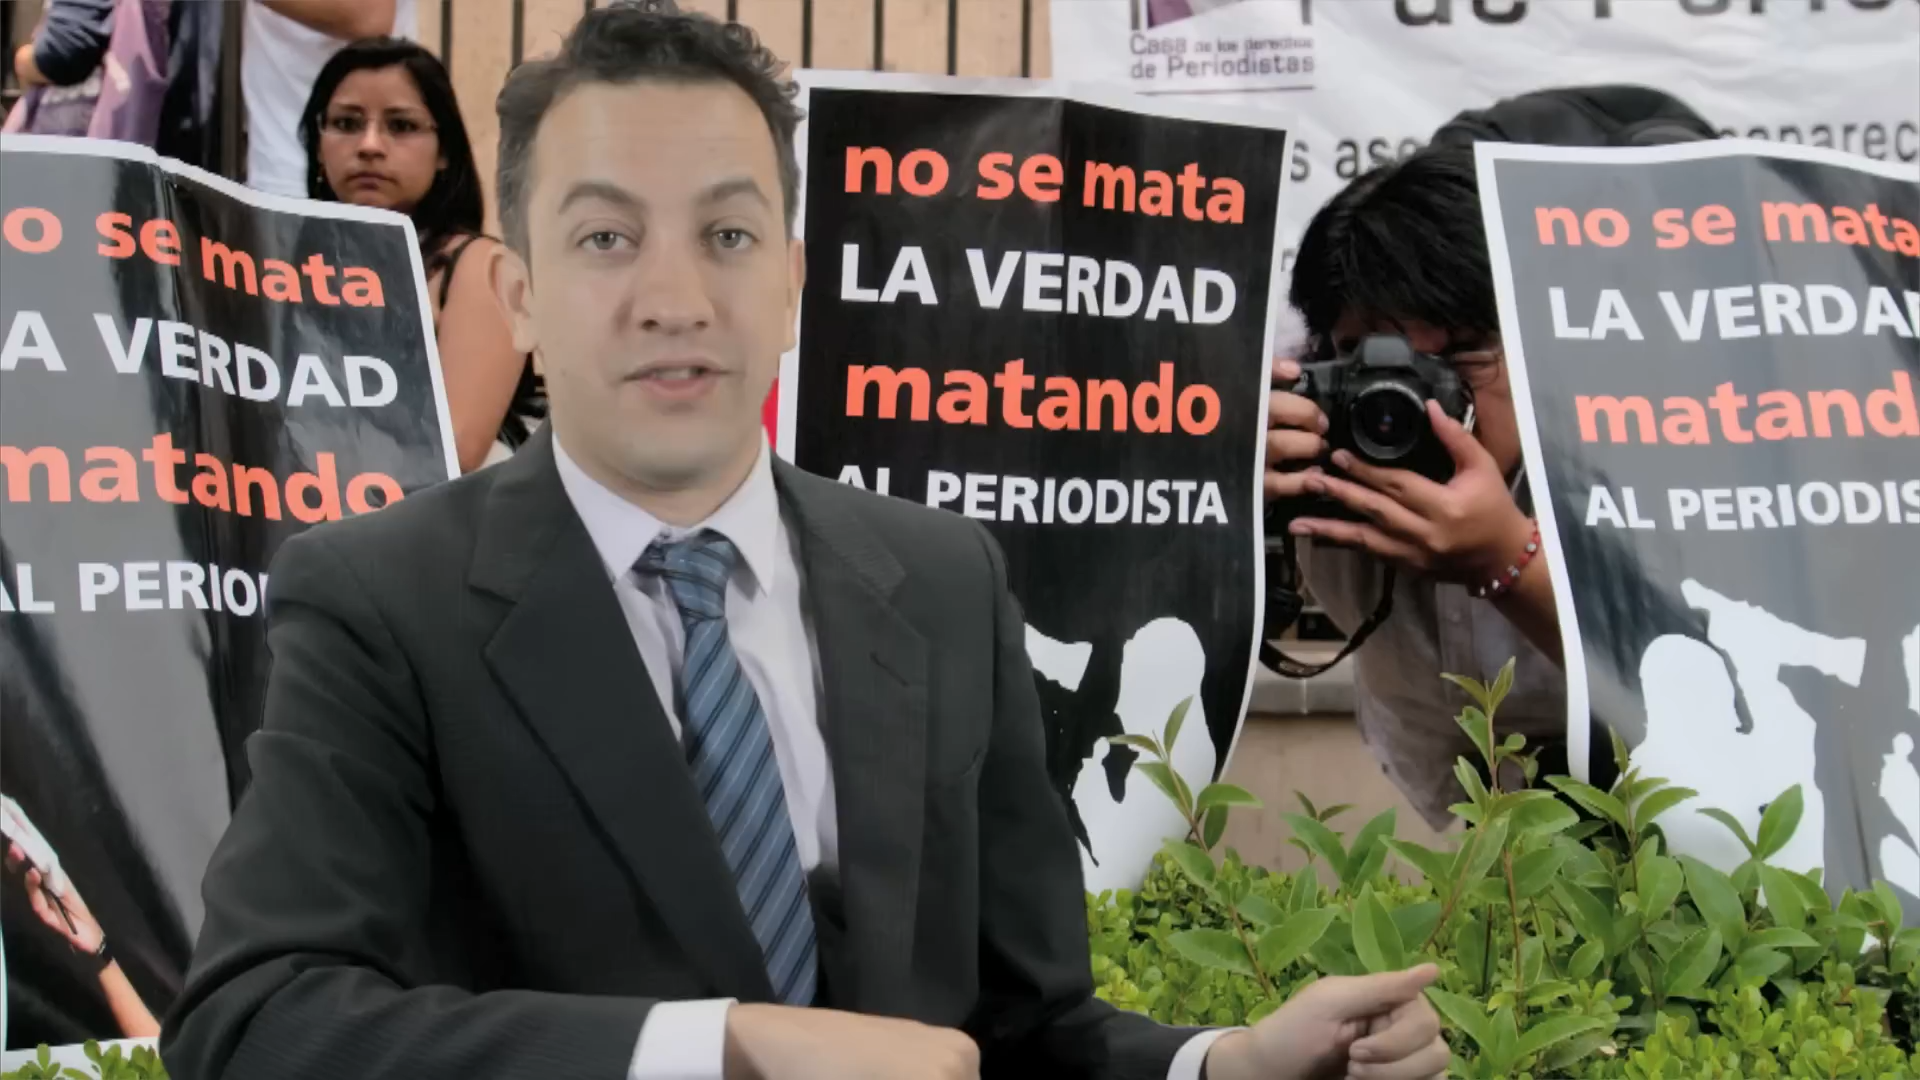 Casa de los derechos
de Periodistas
o se mata
A VERDAD
matando
AL PERIO
no se mata
LA VERDAD
matando
AL PERIODISTA
no se mata
LA VERDA
matand
AL PERIODIS